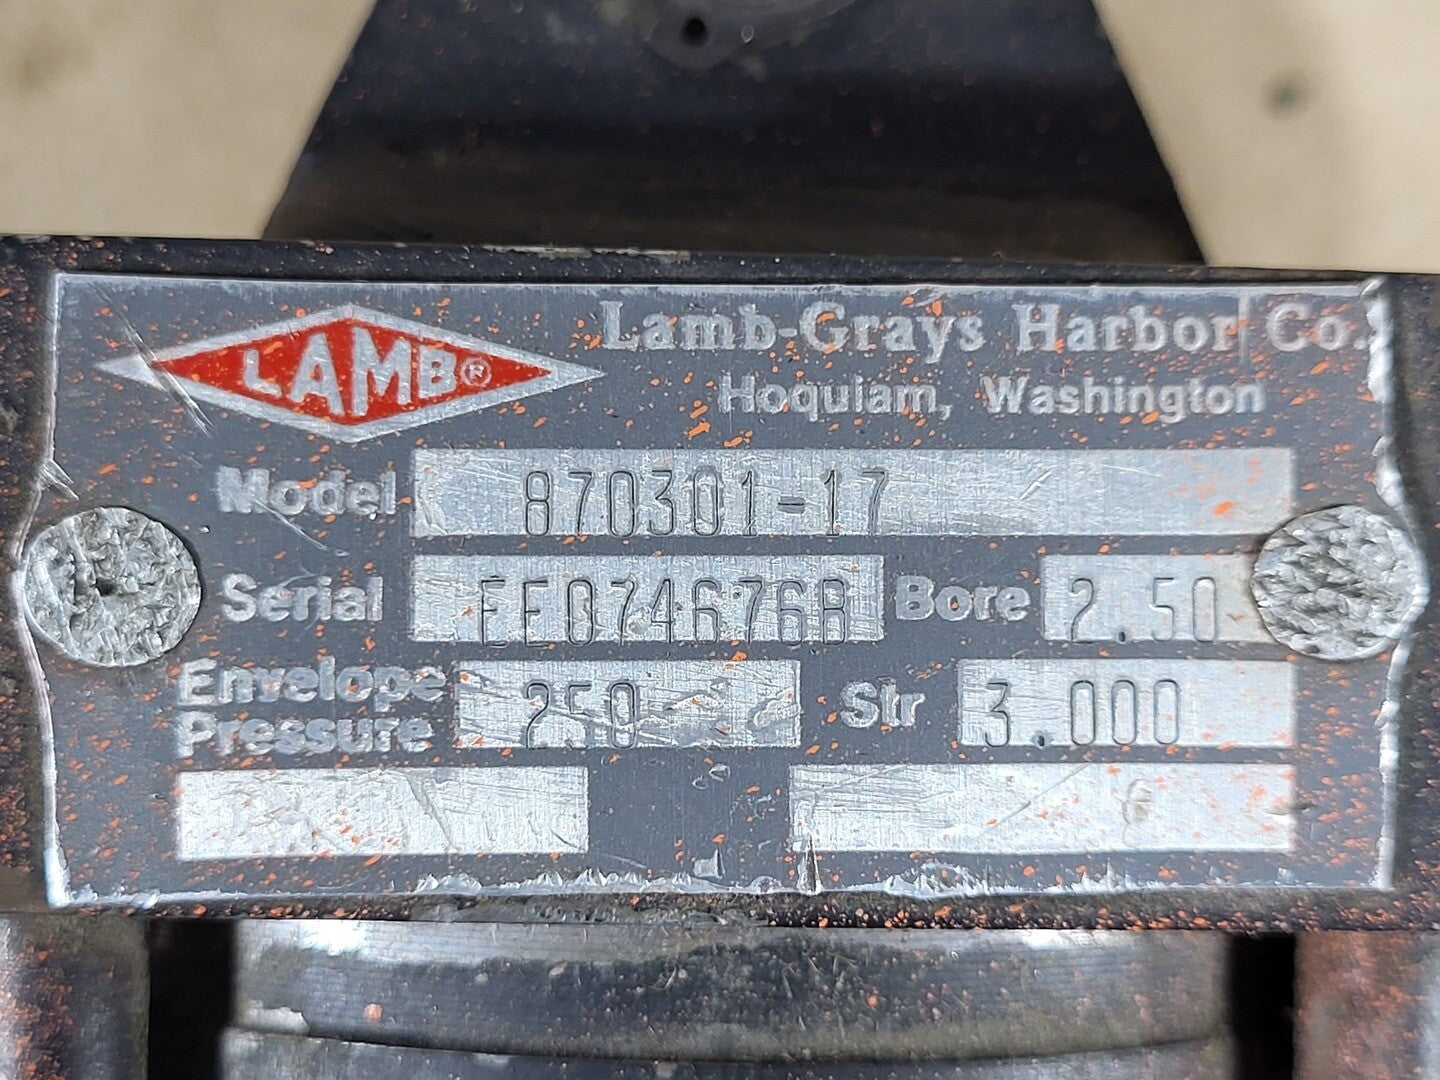 LAMB®
Lamb-Grays Harbor Co.
Hoquiam, Washington
Model 870301-17
Serial EE074676B Bore 2.50
Envelope Pressure 250 Str 3.000